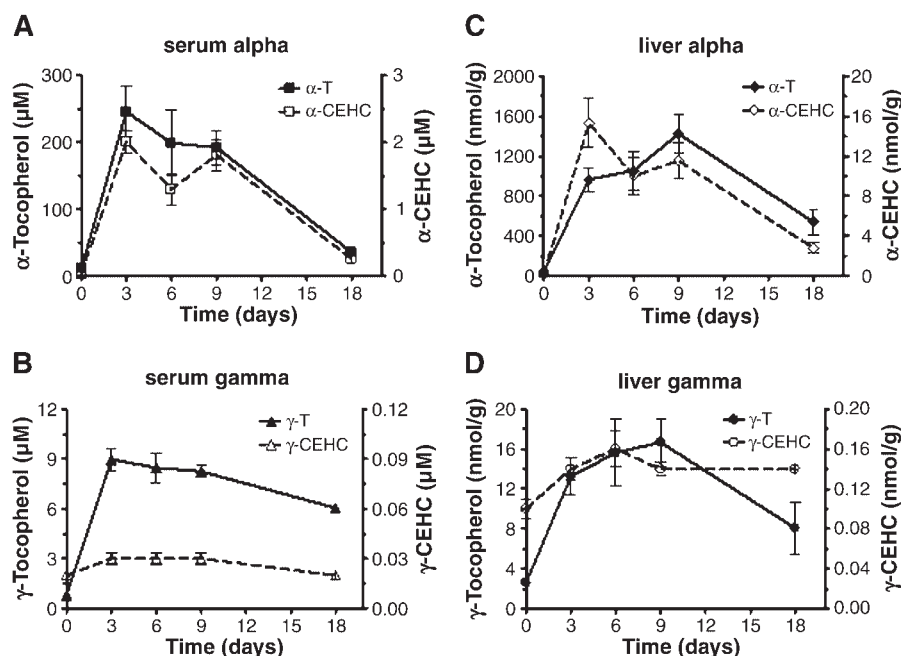 A
serum alpha
α-Tocopherol (μM)
300
200
100
0
α-T
α-CEHC
3
2
1
0
α-CEHC (μM)
0 3 6 9 12 15 18
Time (days)
C
liver alpha
α-Tocopherol (nmol/g)
2000
1600
1200
800
400
0
α-T
α-CEHC
20
16
12
8
4
0
α-CEHC (nmol/g)
0 3 6 9 12 15 18
Time (days)
B
serum gamma
γ-Tocopherol (μM)
12
9
6
3
0
γ-T
γ-CEHC
0.12
0.09
0.06
0.03
0.00
γ-CEHC (μM)
0 3 6 9 12 15 18
Time (days)
D
liver gamma
γ-Tocopherol (nmol/g)
20
16
12
8
4
0
γ-T
γ-CEHC
0.20
0.16
0.12
0.08
0.04
0.00
γ-CEHC (nmol/g)
0 3 6 9 12 15 18
Time (days)